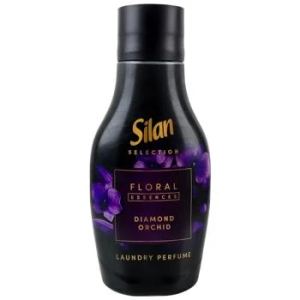 Silan
SELECTION
FLORAL
ESSENCES
DIAMOND
ORCHID
LAUNDRY PERFUME